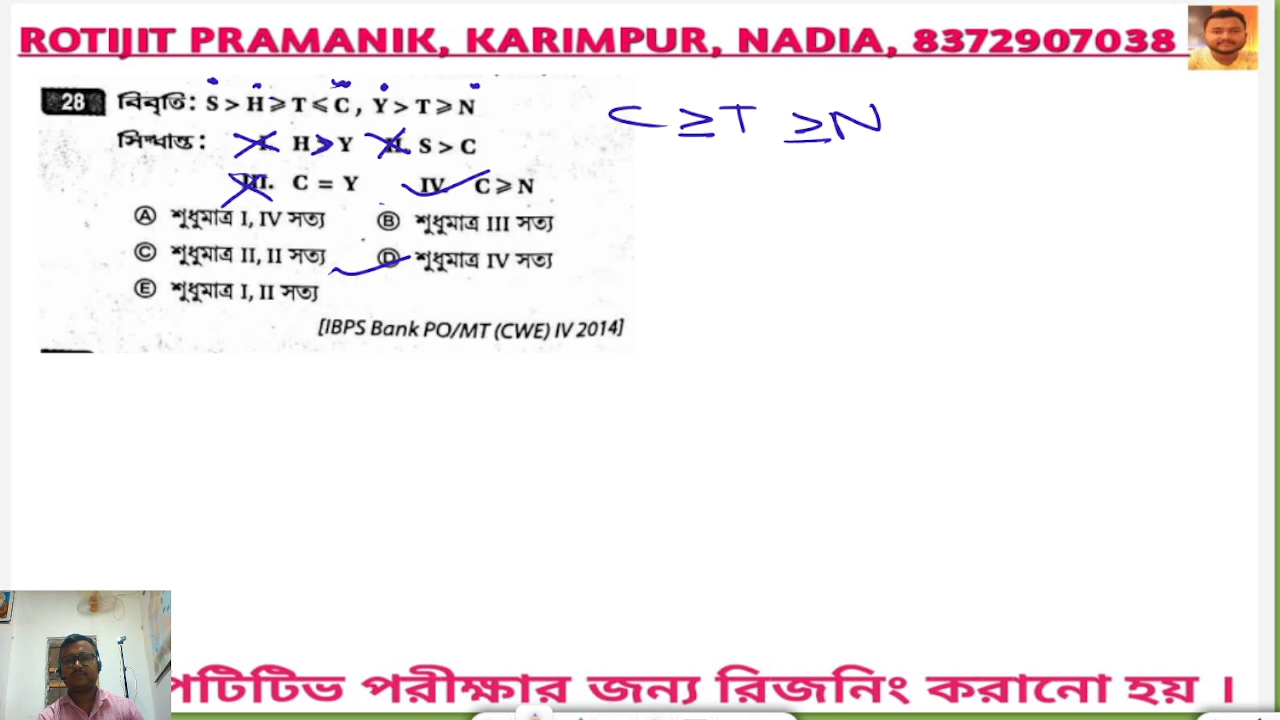 ROTIJIT PRAMANIK, KARIMPUR, NADIA, 8372907038
28 বিবৃতি: S > H ⩾ T ⩽ C, Y > T ⩾ N
C ≥ T ≥ N
সিদ্ধান্ত: I. H > Y II. S > C
III. C = Y IV. C ⩾ N
Ⓐ শুধুমাত্র I, IV সত্য Ⓑ শুধুমাত্র III সত্য
Ⓒ শুধুমাত্র II, II সত্য Ⓓ শুধুমাত্র IV সত্য
Ⓔ শুধুমাত্র I, II সত্য
[IBPS Bank PO/MT (CWE) IV 2014]
পটিটিভ পরীক্ষার জন্য রিজনিং করানো হয় ।